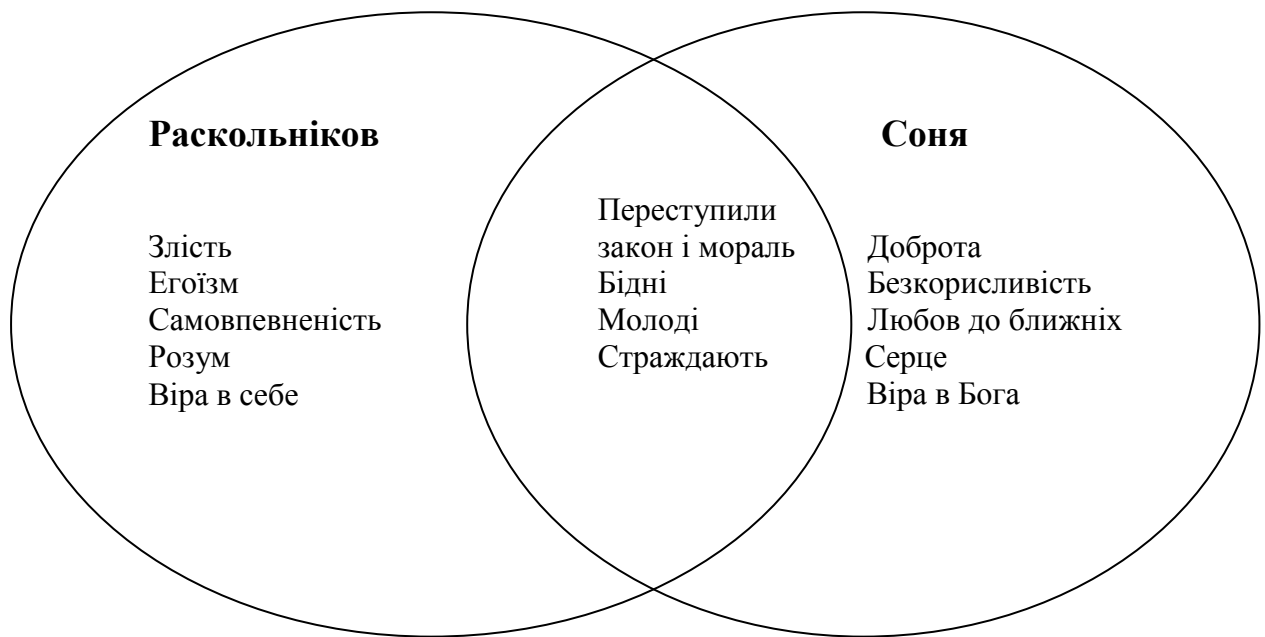 Раскольніков
Злість
Егоїзм
Самовпевненість
Розум
Віра в себе
Переступили
закон і мораль
Бідні
Молоді
Страждають
Соня
Доброта
Безкорисливість
Любов до ближніх
Серце
Віра в Бога